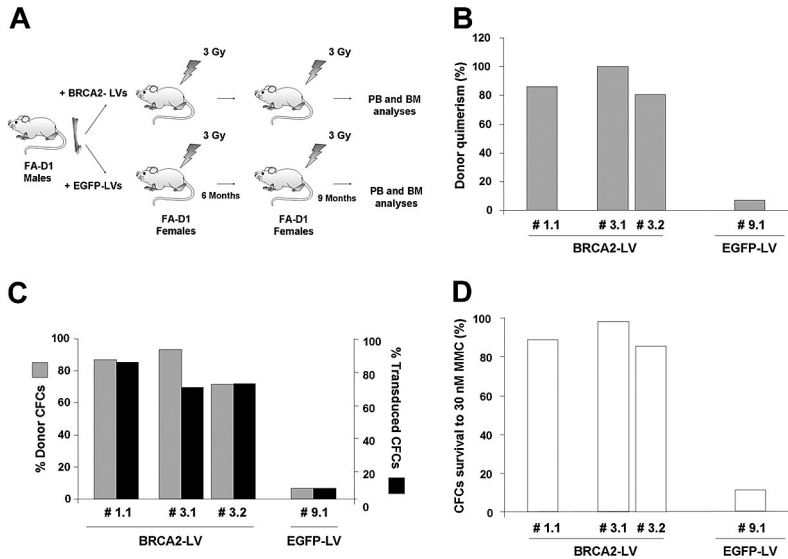 A
3 Gy
3 Gy
+ BRCA2- LVs
PB and BM
analyses
FA-D1
Males
3 Gy
3 Gy
+ EGFP-LVs
6 Months
9 Months
PB and BM
analyses
FA-D1
Females
FA-D1
Females
B
Donor quimerism (%)
120
100
80
60
40
20
0
# 1.1
# 3.1
# 3.2
# 9.1
BRCA2-LV
EGFP-LV
C
% Donor CFCs
100
80
60
40
20
0
% Transduced CFCs
100
80
60
40
20
0
# 1.1
# 3.1
# 3.2
# 9.1
BRCA2-LV
EGFP-LV
D
CFCs survival to 30 nM MMC (%)
100
80
60
40
20
0
# 1.1
# 3.1
# 3.2
# 9.1
BRCA2-LV
EGFP-LV